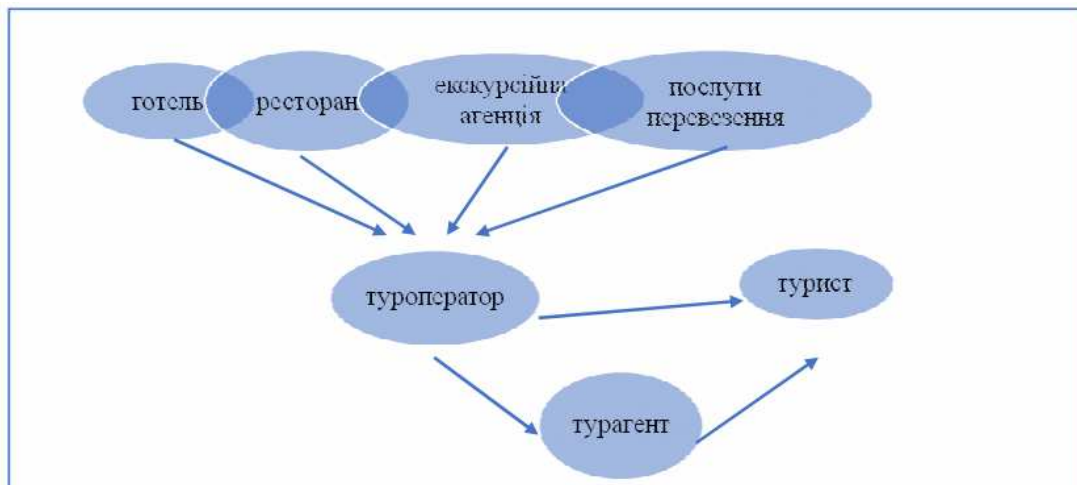 готель
ресторан
екскурсійна
агенція
послуги
перевезення
туроператор
турист
турагент